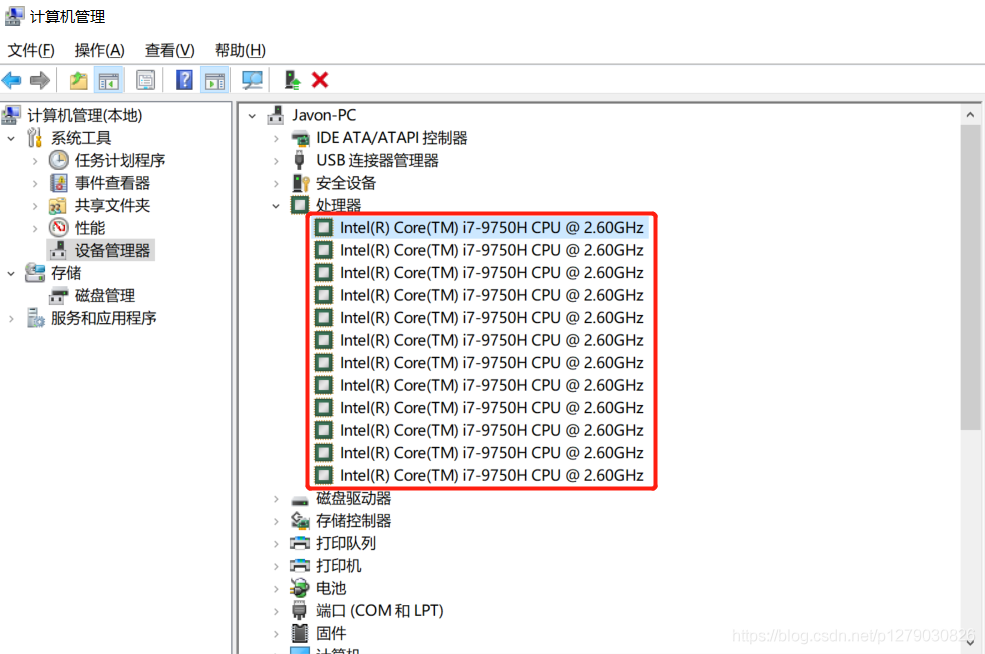 计算机管理
文件(F) 操作(A) 查看(V) 帮助(H)
计算机管理(本地)
系统工具
任务计划程序
事件查看器
共享文件夹
性能
设备管理器
存储
磁盘管理
服务和应用程序
Javon-PC
IDE ATA/ATAPI 控制器
USB 连接器管理器
安全设备
处理器
Intel(R) Core(TM) i7-9750H CPU @ 2.60GHz
Intel(R) Core(TM) i7-9750H CPU @ 2.60GHz
Intel(R) Core(TM) i7-9750H CPU @ 2.60GHz
Intel(R) Core(TM) i7-9750H CPU @ 2.60GHz
Intel(R) Core(TM) i7-9750H CPU @ 2.60GHz
Intel(R) Core(TM) i7-9750H CPU @ 2.60GHz
Intel(R) Core(TM) i7-9750H CPU @ 2.60GHz
Intel(R) Core(TM) i7-9750H CPU @ 2.60GHz
Intel(R) Core(TM) i7-9750H CPU @ 2.60GHz
Intel(R) Core(TM) i7-9750H CPU @ 2.60GHz
Intel(R) Core(TM) i7-9750H CPU @ 2.60GHz
Intel(R) Core(TM) i7-9750H CPU @ 2.60GHz
磁盘驱动器
存储控制器
打印队列
打印机
电池
端口 (COM 和 LPT)
固件
计算机
https://blog.csdn.net/p1279030826